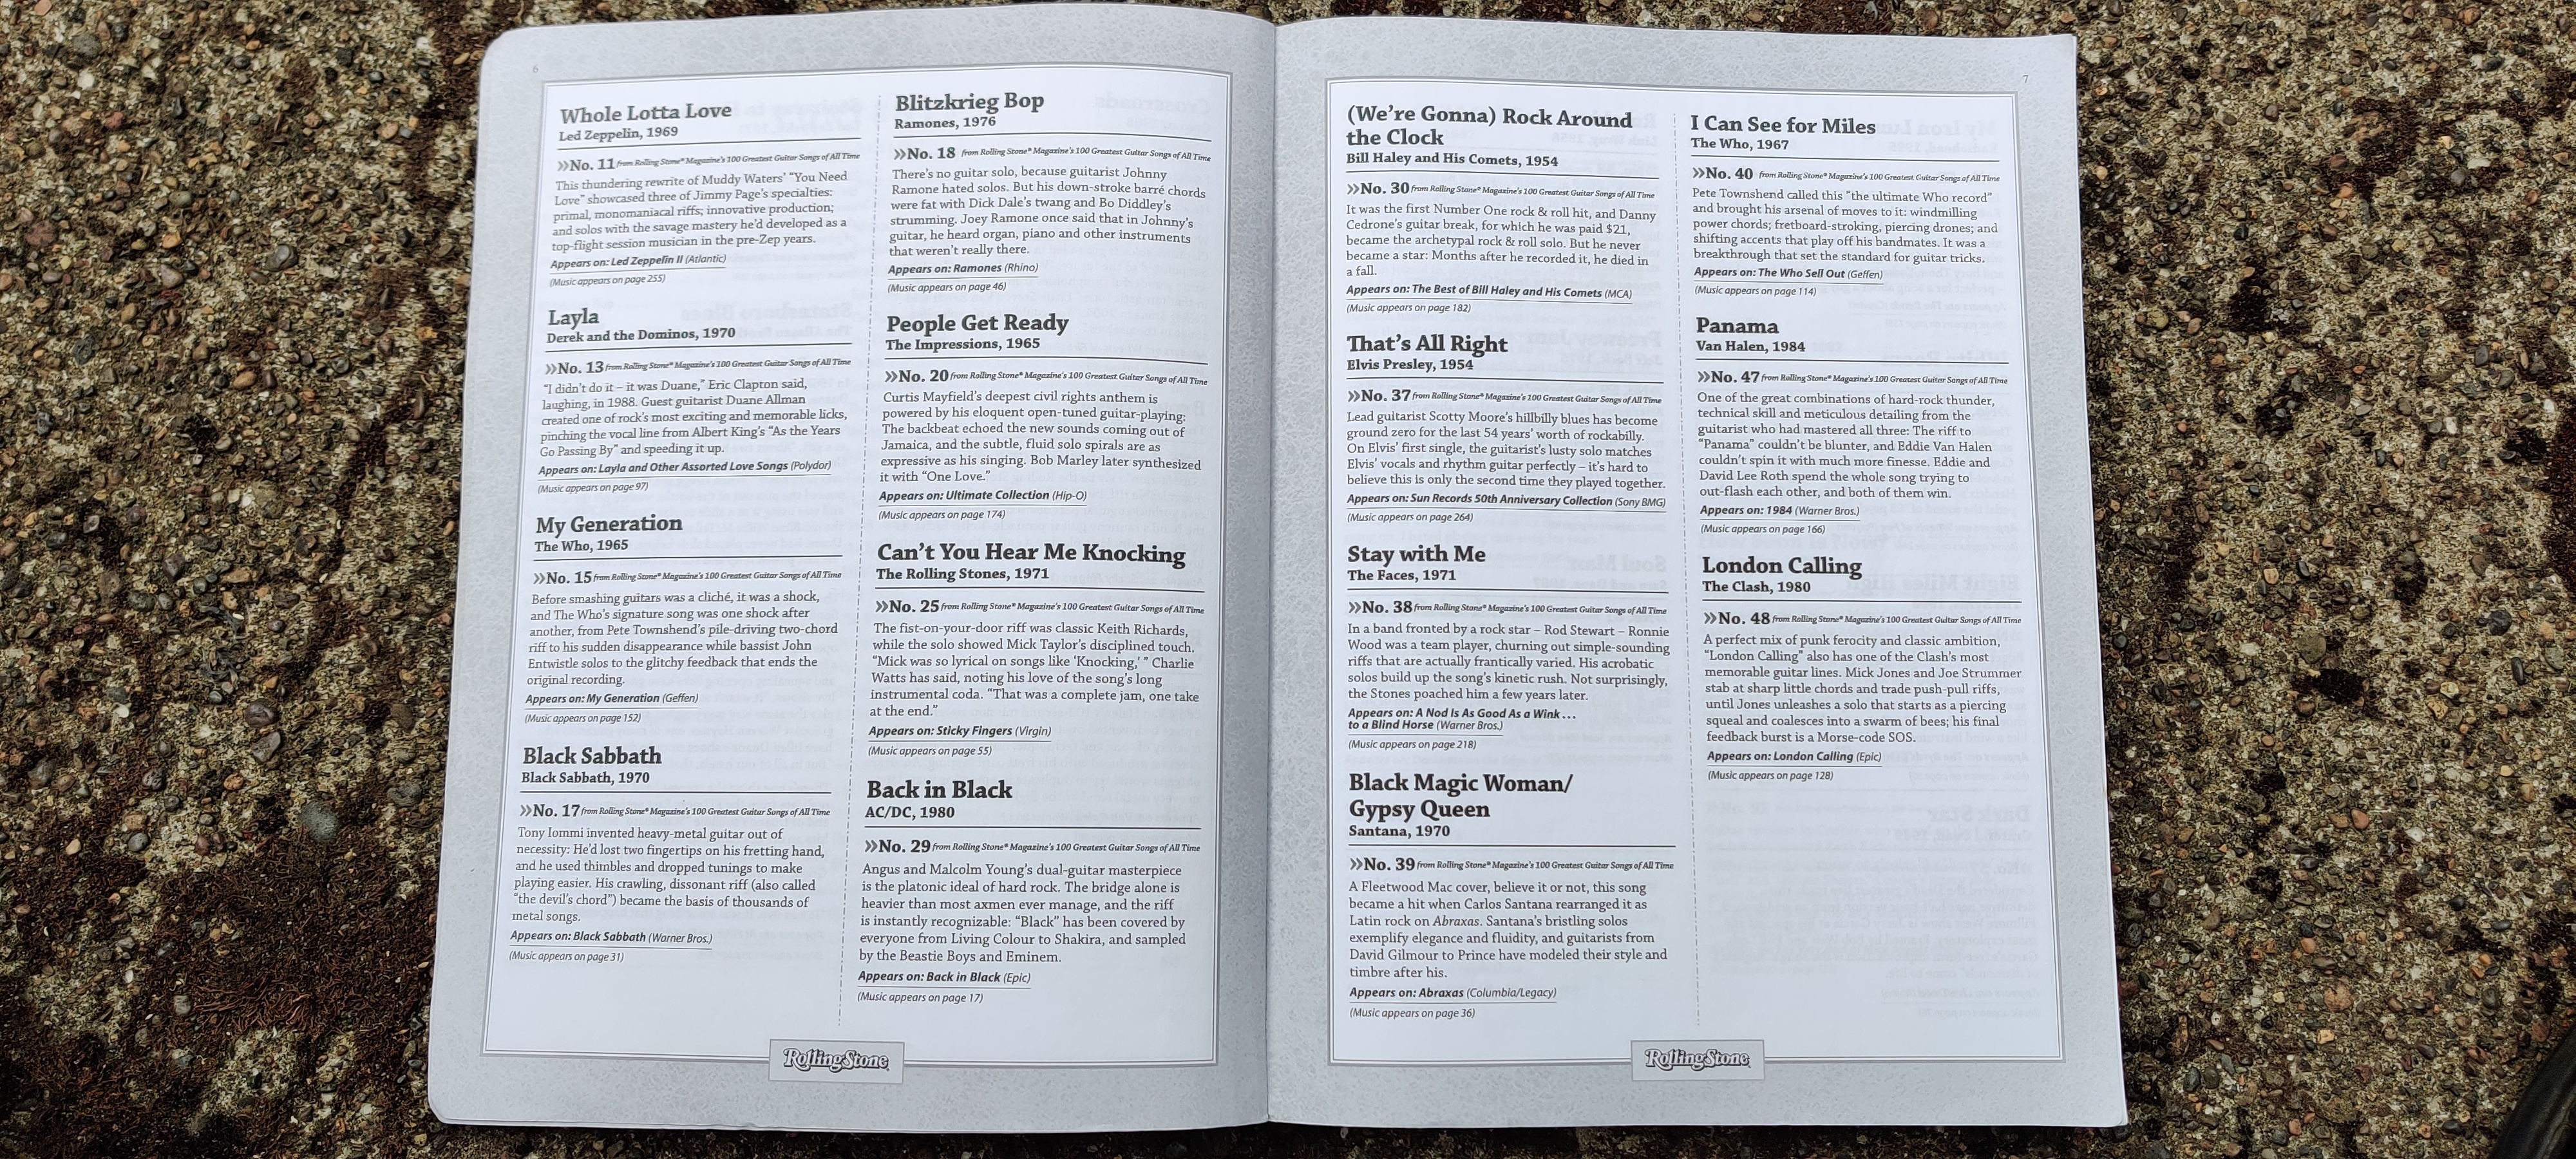 6
Whole Lotta Love
Led Zeppelin, 1969
»No. 11 from Rolling Stone® Magazine's 100 Greatest Guitar Songs of All Time
This thundering rewrite of Muddy Waters' "You Need
Love" showcased three of Jimmy Page's specialties:
primal, monomaniacal riffs; innovative production;
and solos with the savage mastery he'd developed as a
top-flight session musician in the pre-Zep years.
Appears on: Led Zeppelin II (Atlantic)
(Music appears on page 255)
Layla
Derek and the Dominos, 1970
»No. 13 from Rolling Stone® Magazine's 100 Greatest Guitar Songs of All Time
"I didn't do it – it was Duane," Eric Clapton said,
laughing, in 1988. Guest guitarist Duane Allman
created one of rock's most exciting and memorable licks,
pinching the vocal line from Albert King's "As the Years
Go Passing By" and speeding it up.
Appears on: Layla and Other Assorted Love Songs (Polydor)
(Music appears on page 97)
My Generation
The Who, 1965
»No. 15 from Rolling Stone® Magazine's 100 Greatest Guitar Songs of All Time
Before smashing guitars was a cliché, it was a shock,
and The Who's signature song was one shock after
another, from Pete Townshend's pile-driving two-chord
riff to his sudden disappearance while bassist John
Entwistle solos to the glitchy feedback that ends the
original recording.
Appears on: My Generation (Geffen)
(Music appears on page 152)
Black Sabbath
Black Sabbath, 1970
»No. 17 from Rolling Stone® Magazine's 100 Greatest Guitar Songs of All Time
Tony Iommi invented heavy-metal guitar out of
necessity: He'd lost two fingertips on his fretting hand,
and he used thimbles and dropped tunings to make
playing easier. His crawling, dissonant riff (also called
"the devil's chord") became the basis of thousands of
metal songs.
Appears on: Black Sabbath (Warner Bros.)
(Music appears on page 31)
Blitzkrieg Bop
Ramones, 1976
»No. 18 from Rolling Stone® Magazine's 100 Greatest Guitar Songs of All Time
There's no guitar solo, because guitarist Johnny
Ramone hated solos. But his down-stroke barré chords
were fat with Dick Dale's twang and Bo Diddley's
strumming. Joey Ramone once said that in Johnny's
guitar, he heard organ, piano and other instruments
that weren't really there.
Appears on: Ramones (Rhino)
(Music appears on page 46)
People Get Ready
The Impressions, 1965
»No. 20 from Rolling Stone® Magazine's 100 Greatest Guitar Songs of All Time
Curtis Mayfield's deepest civil rights anthem is
powered by his eloquent open-tuned guitar-playing:
The backbeat echoed the new sounds coming out of
Jamaica, and the subtle, fluid solo spirals are as
expressive as his singing. Bob Marley later synthesized
it with "One Love."
Appears on: Ultimate Collection (Hip-O)
(Music appears on page 174)
Can't You Hear Me Knocking
The Rolling Stones, 1971
»No. 25 from Rolling Stone® Magazine's 100 Greatest Guitar Songs of All Time
The fist-on-your-door riff was classic Keith Richards,
while the solo showed Mick Taylor's disciplined touch.
"Mick was so lyrical on songs like 'Knocking,' " Charlie
Watts has said, noting his love of the song's long
instrumental coda. "That was a complete jam, one take
at the end."
Appears on: Sticky Fingers (Virgin)
(Music appears on page 55)
Back in Black
AC/DC, 1980
»No. 29 from Rolling Stone® Magazine's 100 Greatest Guitar Songs of All Time
Angus and Malcolm Young's dual-guitar masterpiece
is the platonic ideal of hard rock. The bridge alone is
heavier than most axmen ever manage, and the riff
is instantly recognizable: "Black" has been covered by
everyone from Living Colour to Shakira, and sampled
by the Beastie Boys and Eminem.
Appears on: Back in Black (Epic)
(Music appears on page 17)
RollingStone
7
(We're Gonna) Rock Around
the Clock
Bill Haley and His Comets, 1954
»No. 30 from Rolling Stone® Magazine's 100 Greatest Guitar Songs of All Time
It was the first Number One rock & roll hit, and Danny
Cedrone's guitar break, for which he was paid $21,
became the archetypal rock & roll solo. But he never
became a star: Months after he recorded it, he died in
a fall.
Appears on: The Best of Bill Haley and His Comets (MCA)
(Music appears on page 182)
That's All Right
Elvis Presley, 1954
»No. 37 from Rolling Stone® Magazine's 100 Greatest Guitar Songs of All Time
Lead guitarist Scotty Moore's hillbilly blues has become
ground zero for the last 54 years' worth of rockabilly.
On Elvis' first single, the guitarist's lusty solo matches
Elvis' vocals and rhythm guitar perfectly – it's hard to
believe this is only the second time they played together.
Appears on: Sun Records 50th Anniversary Collection (Sony BMG)
(Music appears on page 264)
Stay with Me
The Faces, 1971
»No. 38 from Rolling Stone® Magazine's 100 Greatest Guitar Songs of All Time
In a band fronted by a rock star – Rod Stewart – Ronnie
Wood was a team player, churning out simple-sounding
riffs that are actually frantically varied. His acrobatic
solos build up the song's kinetic rush. Not surprisingly,
the Stones poached him a few years later.
Appears on: A Nod Is As Good As a Wink . . .
to a Blind Horse (Warner Bros.)
(Music appears on page 218)
Black Magic Woman/
Gypsy Queen
Santana, 1970
»No. 39 from Rolling Stone® Magazine's 100 Greatest Guitar Songs of All Time
A Fleetwood Mac cover, believe it or not, this song
became a hit when Carlos Santana rearranged it as
Latin rock on Abraxas. Santana's bristling solos
exemplify elegance and fluidity, and guitarists from
David Gilmour to Prince have modeled their style and
timbre after his.
Appears on: Abraxas (Columbia/Legacy)
(Music appears on page 36)
I Can See for Miles
The Who, 1967
»No. 40 from Rolling Stone® Magazine's 100 Greatest Guitar Songs of All Time
Pete Townshend called this "the ultimate Who record"
and brought his arsenal of moves to it: windmilling
power chords; fretboard-stroking, piercing drones; and
shifting accents that play off his bandmates. It was a
breakthrough that set the standard for guitar tricks.
Appears on: The Who Sell Out (Geffen)
(Music appears on page 114)
Panama
Van Halen, 1984
»No. 47 from Rolling Stone® Magazine's 100 Greatest Guitar Songs of All Time
One of the great combinations of hard-rock thunder,
technical skill and meticulous detailing from the
guitarist who had mastered all three: The riff to
"Panama" couldn't be blunter, and Eddie Van Halen
couldn't spin it with much more finesse. Eddie and
David Lee Roth spend the whole song trying to
out-flash each other, and both of them win.
Appears on: 1984 (Warner Bros.)
(Music appears on page 166)
London Calling
The Clash, 1980
»No. 48 from Rolling Stone® Magazine's 100 Greatest Guitar Songs of All Time
A perfect mix of punk ferocity and classic ambition,
"London Calling" also has one of the Clash's most
memorable guitar lines. Mick Jones and Joe Strummer
stab at sharp little chords and trade push-pull riffs,
until Jones unleashes a solo that starts as a piercing
squeal and coalesces into a swarm of bees; his final
feedback burst is a Morse-code SOS.
Appears on: London Calling (Epic)
(Music appears on page 128)
RollingStone